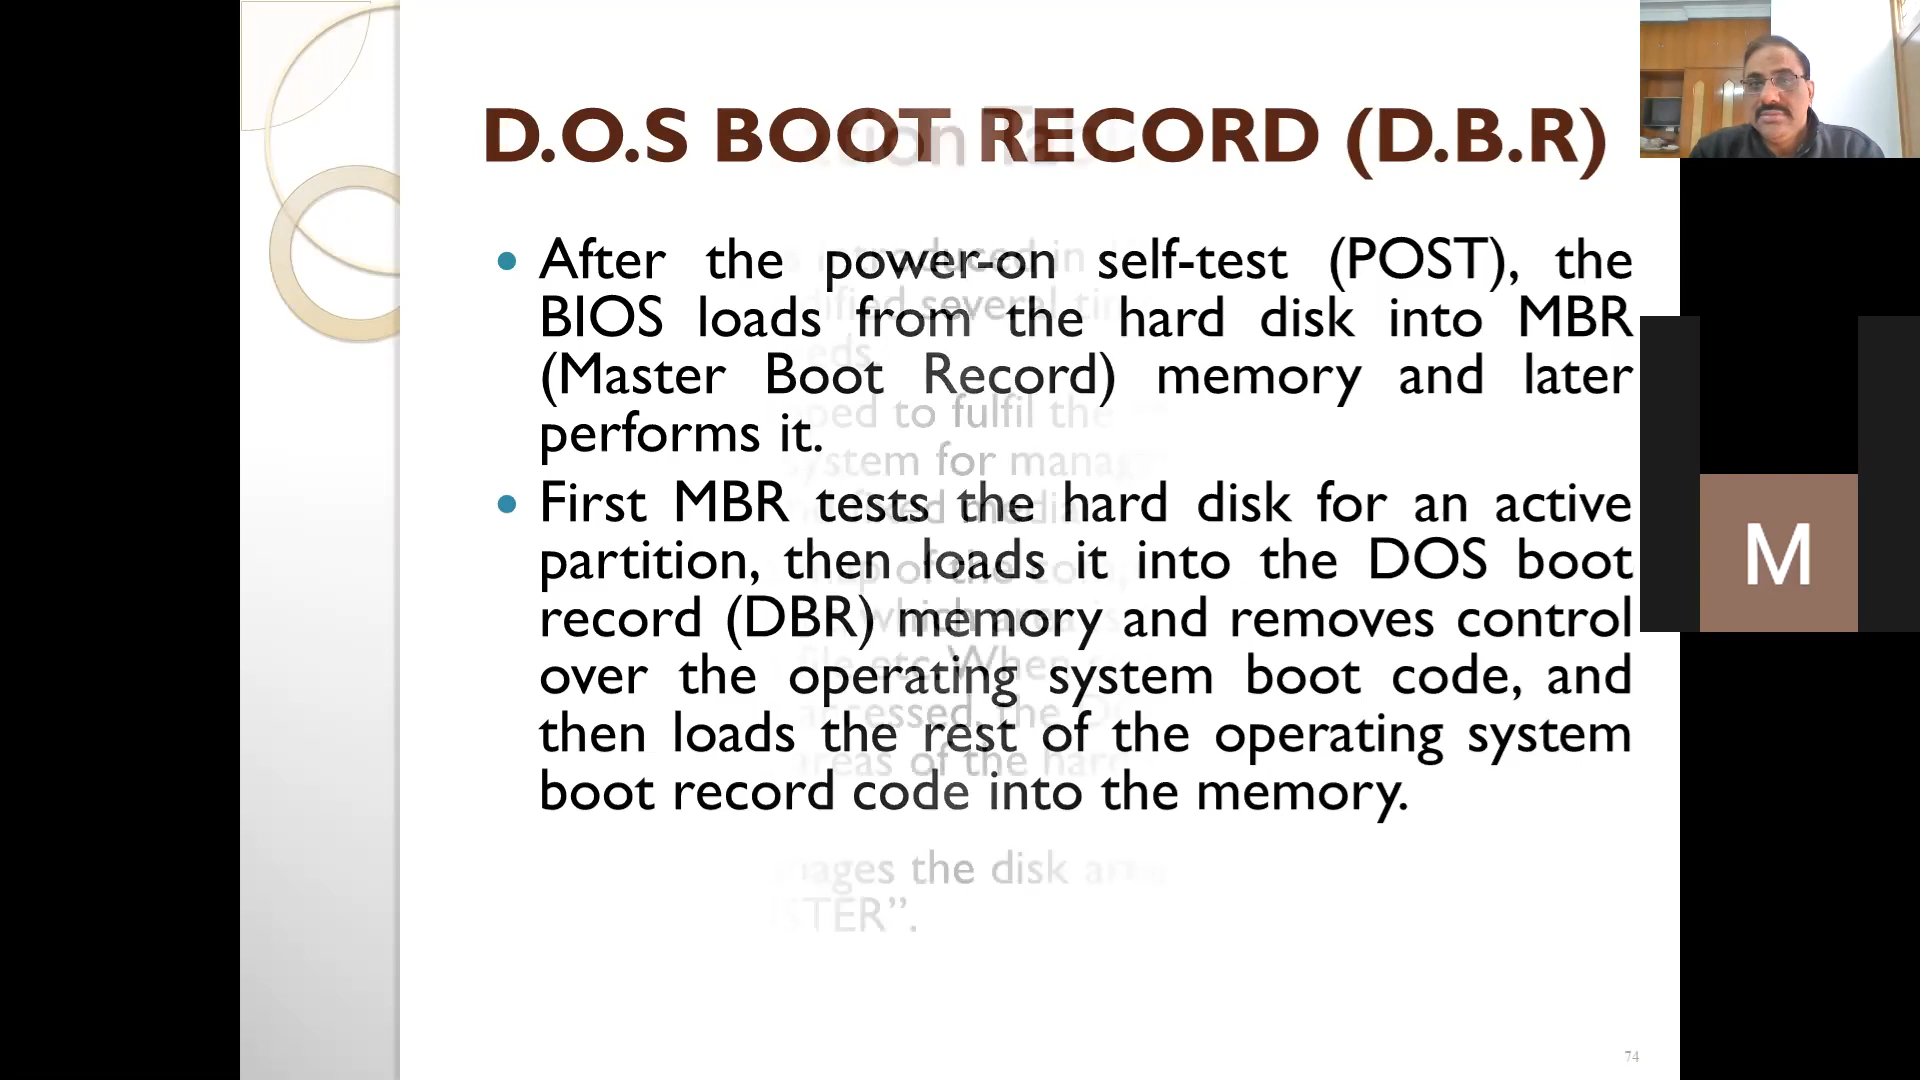 D.O.S BOOT RECORD (D.B.R)
• After the power-on self-test (POST), the
BIOS loads from the hard disk into MBR
(Master Boot Record) memory and later
performs it.
• First MBR tests the hard disk for an active
partition, then loads it into the DOS boot
record (DBR) memory and removes control
over the operating system boot code, and
then loads the rest of the operating system
boot record code into the memory.
the disk
M
74